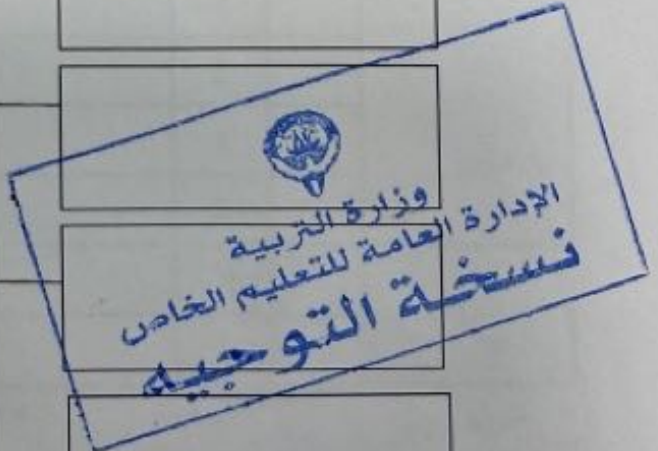 وزارة التربية
الإدارة العامة للتعليم الخاص
نسخة التوجيه